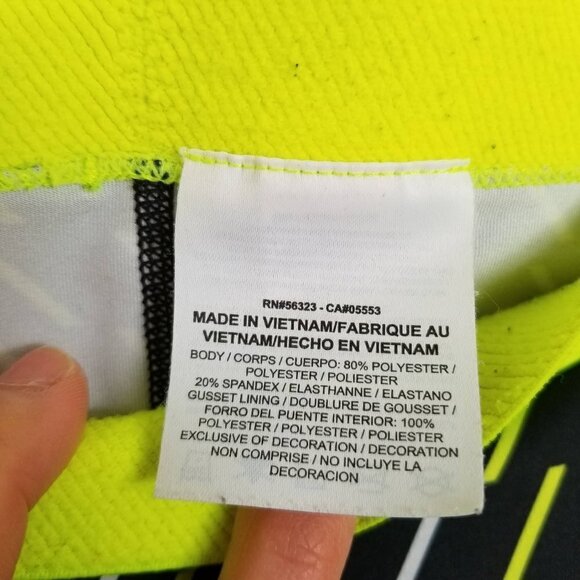 RN#56323 - CA#05553
MADE IN VIETNAM/FABRIQUE AU
VIETNAM/HECHO EN VIETNAM
BODY / CORPS / CUERPO: 80% POLYESTER /
POLYESTER / POLIESTER
20% SPANDEX / ELASTHANNE / ELASTANO
GUSSET LINING / DOUBLURE DE GOUSSET /
FORRO DEL PUENTE INTERIOR: 100%
POLYESTER / POLYESTER / POLIESTER
EXCLUSIVE OF DECORATION / DECORATION
NON COMPRISE / NO INCLUYE LA
DECORACION